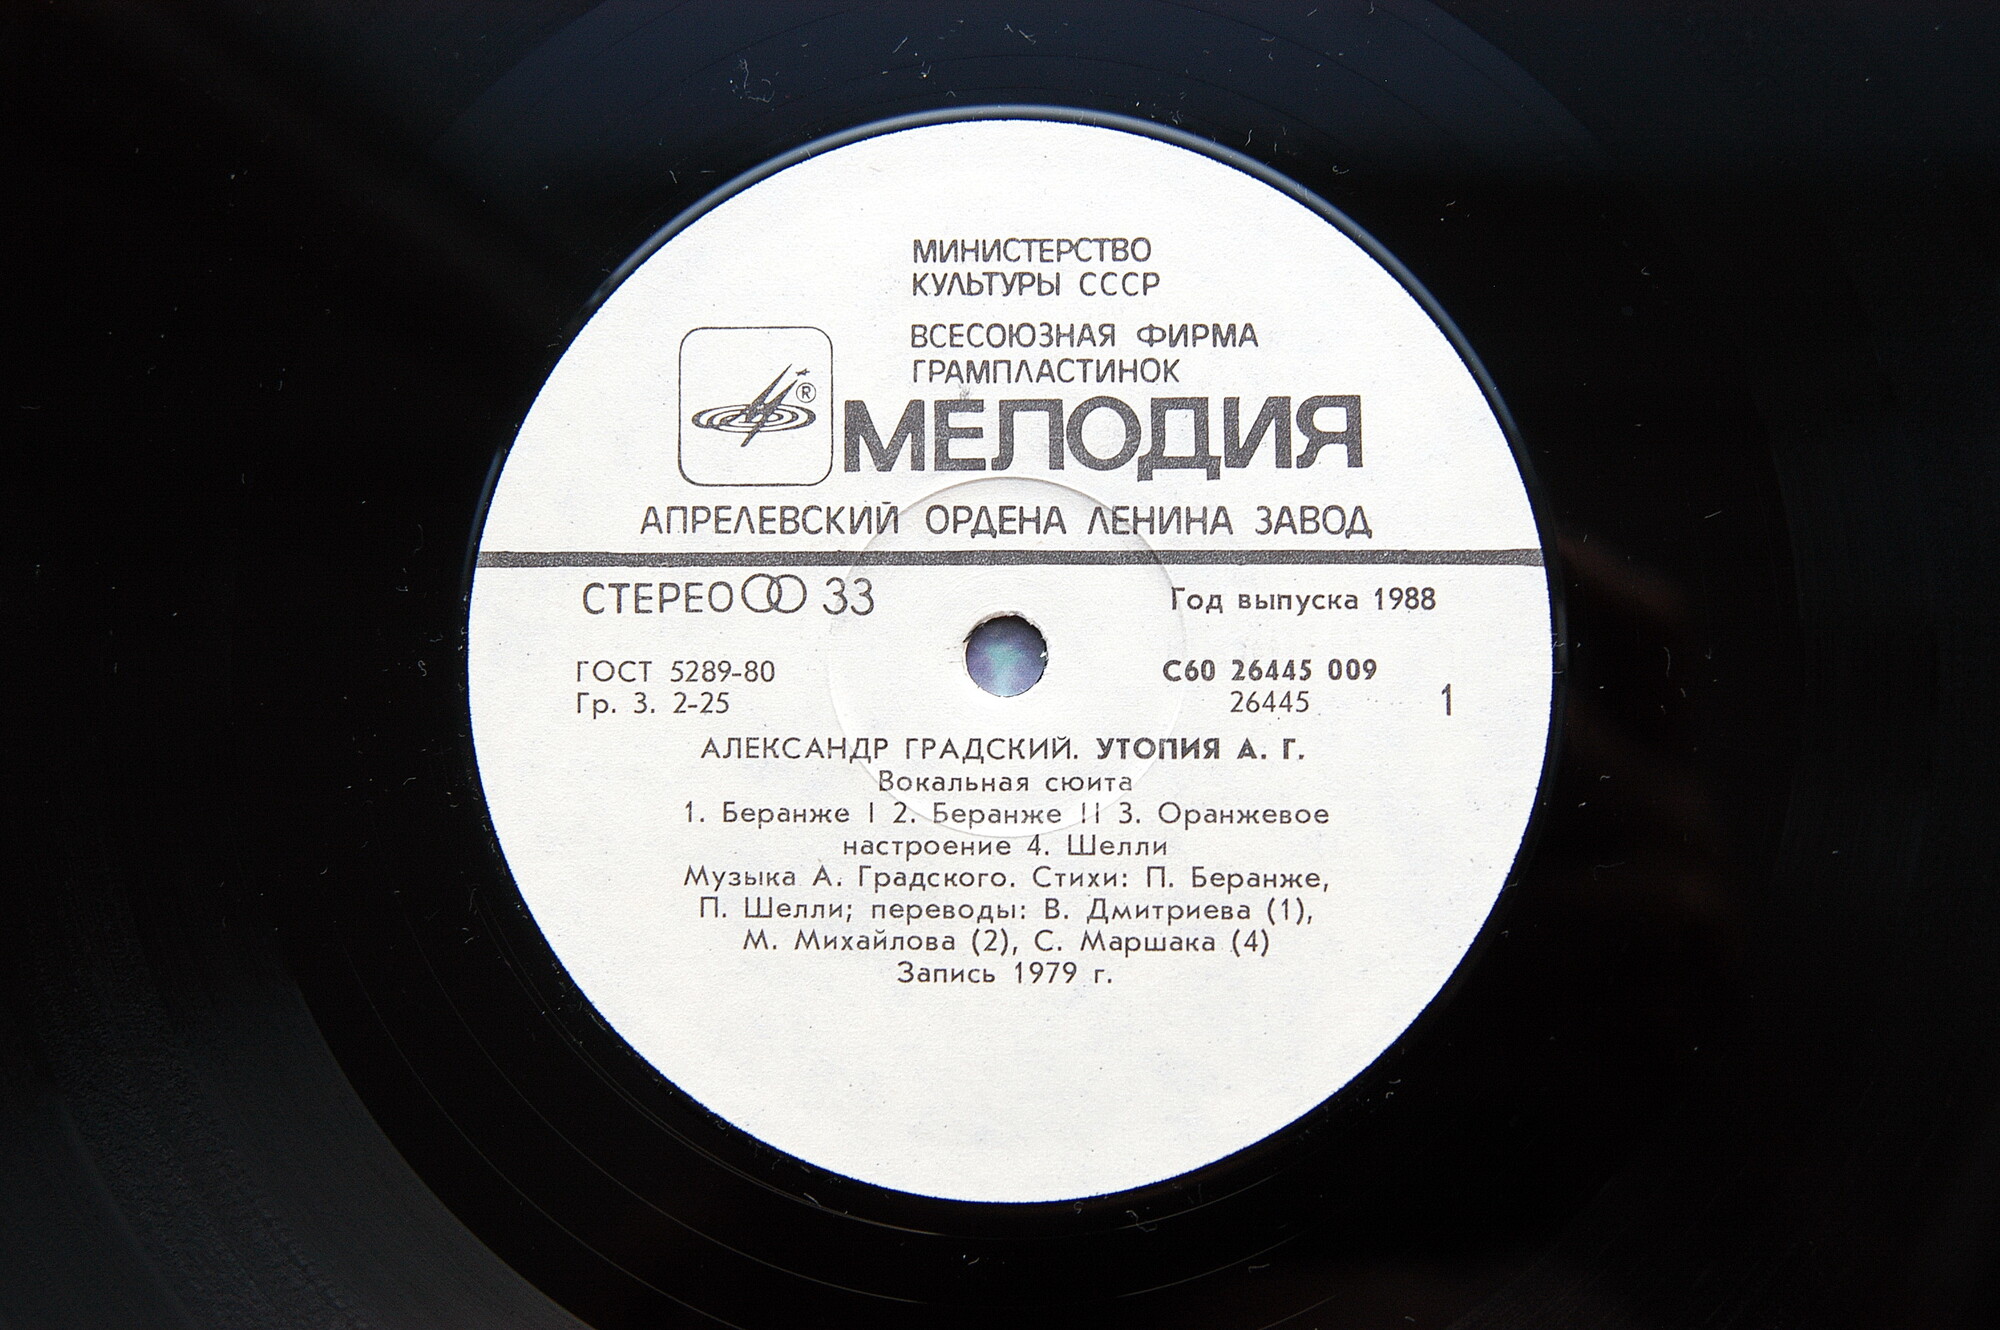 МИНИСТЕРСТВО
КУЛЬТУРЫ СССР
ВСЕСОЮЗНАЯ ФИРМА
ГРАМПЛАСТИНОК
®
МЕЛОДИЯ
АПРЕЛЕВСКИЙ ОРДЕНА ЛЕНИНА ЗАВОД
СТЕРЕО 33
Год выпуска 1988
ГОСТ 5289-80
С60 26445 009
Гр. 3. 2-25
26445
1
АЛЕКСАНДР ГРАДСКИЙ. УТОПИЯ А. Г.
Вокальная сюита
1. Беранже I 2. Беранже II 3. Оранжевое
настроение 4. Шелли
Музыка А. Градского. Стихи: П. Беранже,
П. Шелли; переводы: В. Дмитриева (1),
М. Михайлова (2), С. Маршака (4)
Запись 1979 г.